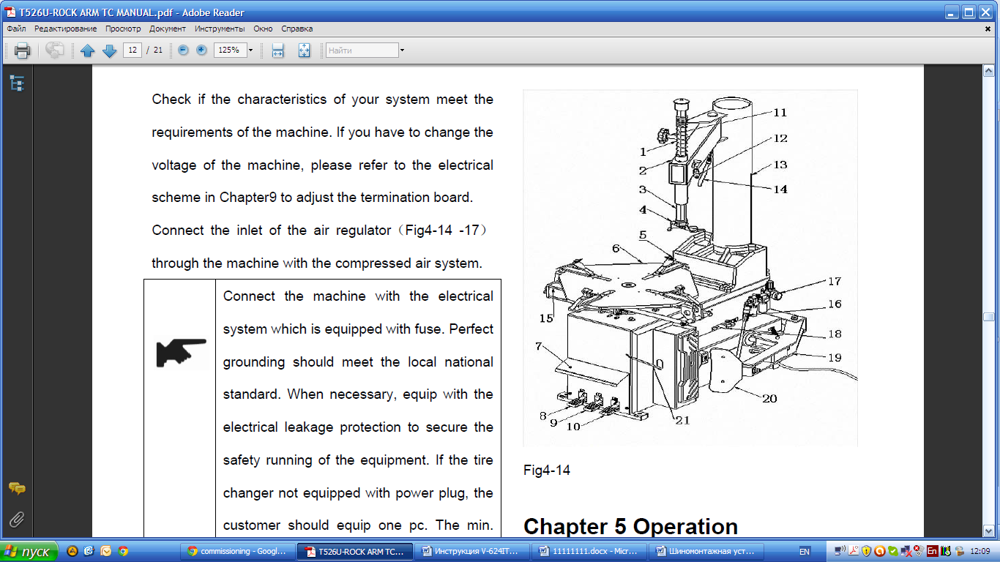 T526U-ROCK ARM TC MANUAL.pdf - Adobe Reader
Файл Редактирование Просмотр Документ Инструменты Окно Справка
12 / 21 125% Найти
Check if the characteristics of your system meet the
requirements of the machine. If you have to change the
voltage of the machine, please refer to the electrical
scheme in Chapter9 to adjust the termination board.
Connect the inlet of the air regulator（Fig4-14 -17）
through the machine with the compressed air system.
Connect the machine with the electrical
system which is equipped with fuse. Perfect
grounding should meet the local national
standard. When necessary, equip with the
electrical leakage protection to secure the
safety running of the equipment. If the tire
changer not equipped with power plug, the
customer should equip one pc. The min.
11
12
1
13
2
14
3
4
5
6
17
16
15
18
7
19
20
8
21
9
10
Fig4-14
Chapter 5 Operation
пуск
commissioning - Googl...
T526U-ROCK ARM TC...
Инструкция V-624IT...
11111111.docx - Micr...
Шиномонтажная уст...
EN
En
12:09